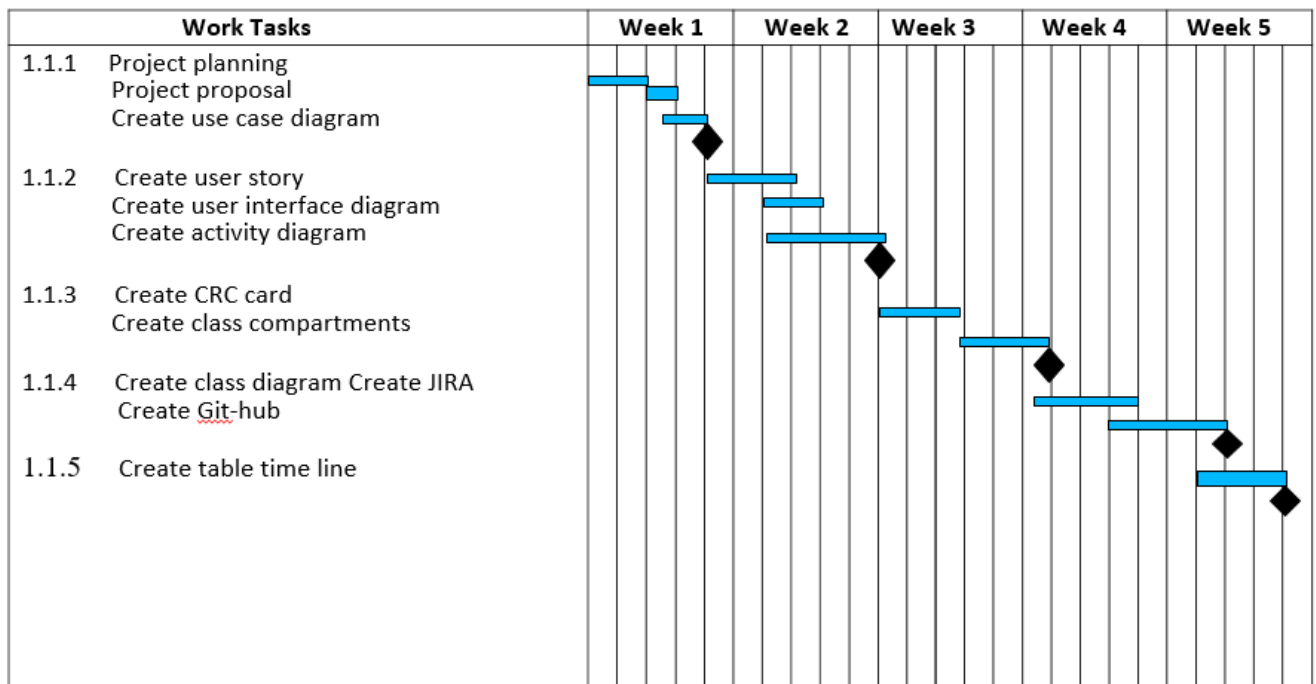 Work Tasks Week 1 Week 2 Week 3 Week 4 Week 5
1.1.1 Project planning
Project proposal
Create use case diagram
1.1.2 Create user story
Create user interface diagram
Create activity diagram
1.1.3 Create CRC card
Create class compartments
1.1.4 Create class diagram Create JIRA
Create Git-hub
1.1.5 Create table time line